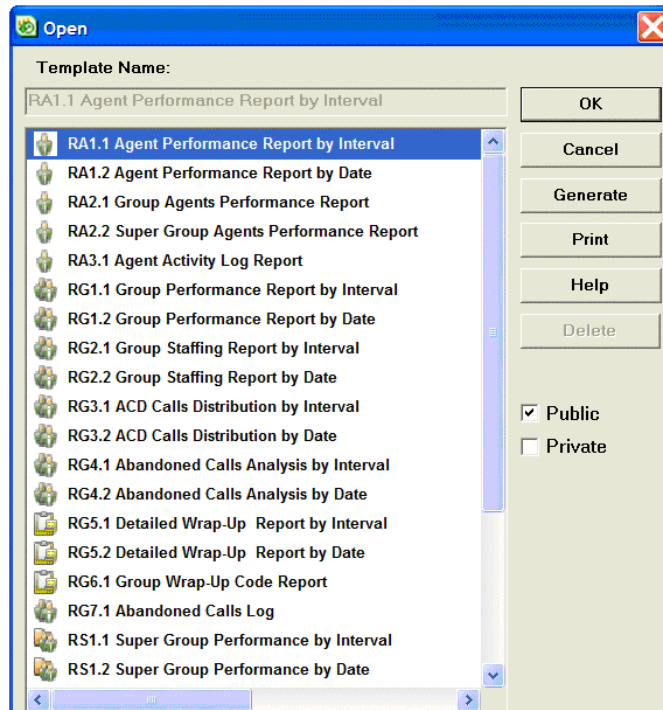 Open
Template Name:
RA1.1 Agent Performance Report by Interval
RA1.1 Agent Performance Report by Interval
RA1.2 Agent Performance Report by Date
RA2.1 Group Agents Performance Report
RA2.2 Super Group Agents Performance Report
RA3.1 Agent Activity Log Report
RG1.1 Group Performance Report by Interval
RG1.2 Group Performance Report by Date
RG2.1 Group Staffing Report by Interval
RG2.2 Group Staffing Report by Date
RG3.1 ACD Calls Distribution by Interval
RG3.2 ACD Calls Distribution by Date
RG4.1 Abandoned Calls Analysis by Interval
RG4.2 Abandoned Calls Analysis by Date
RG5.1 Detailed Wrap-Up  Report by Interval
RG5.2 Detailed Wrap-Up  Report by Date
RG6.1 Group Wrap-Up Code Report
RG7.1 Abandoned Calls Log
RS1.1 Super Group Performance by Interval
RS1.2 Super Group Performance by Date
OK
Cancel
Generate
Print
Help
Delete
Public
Private